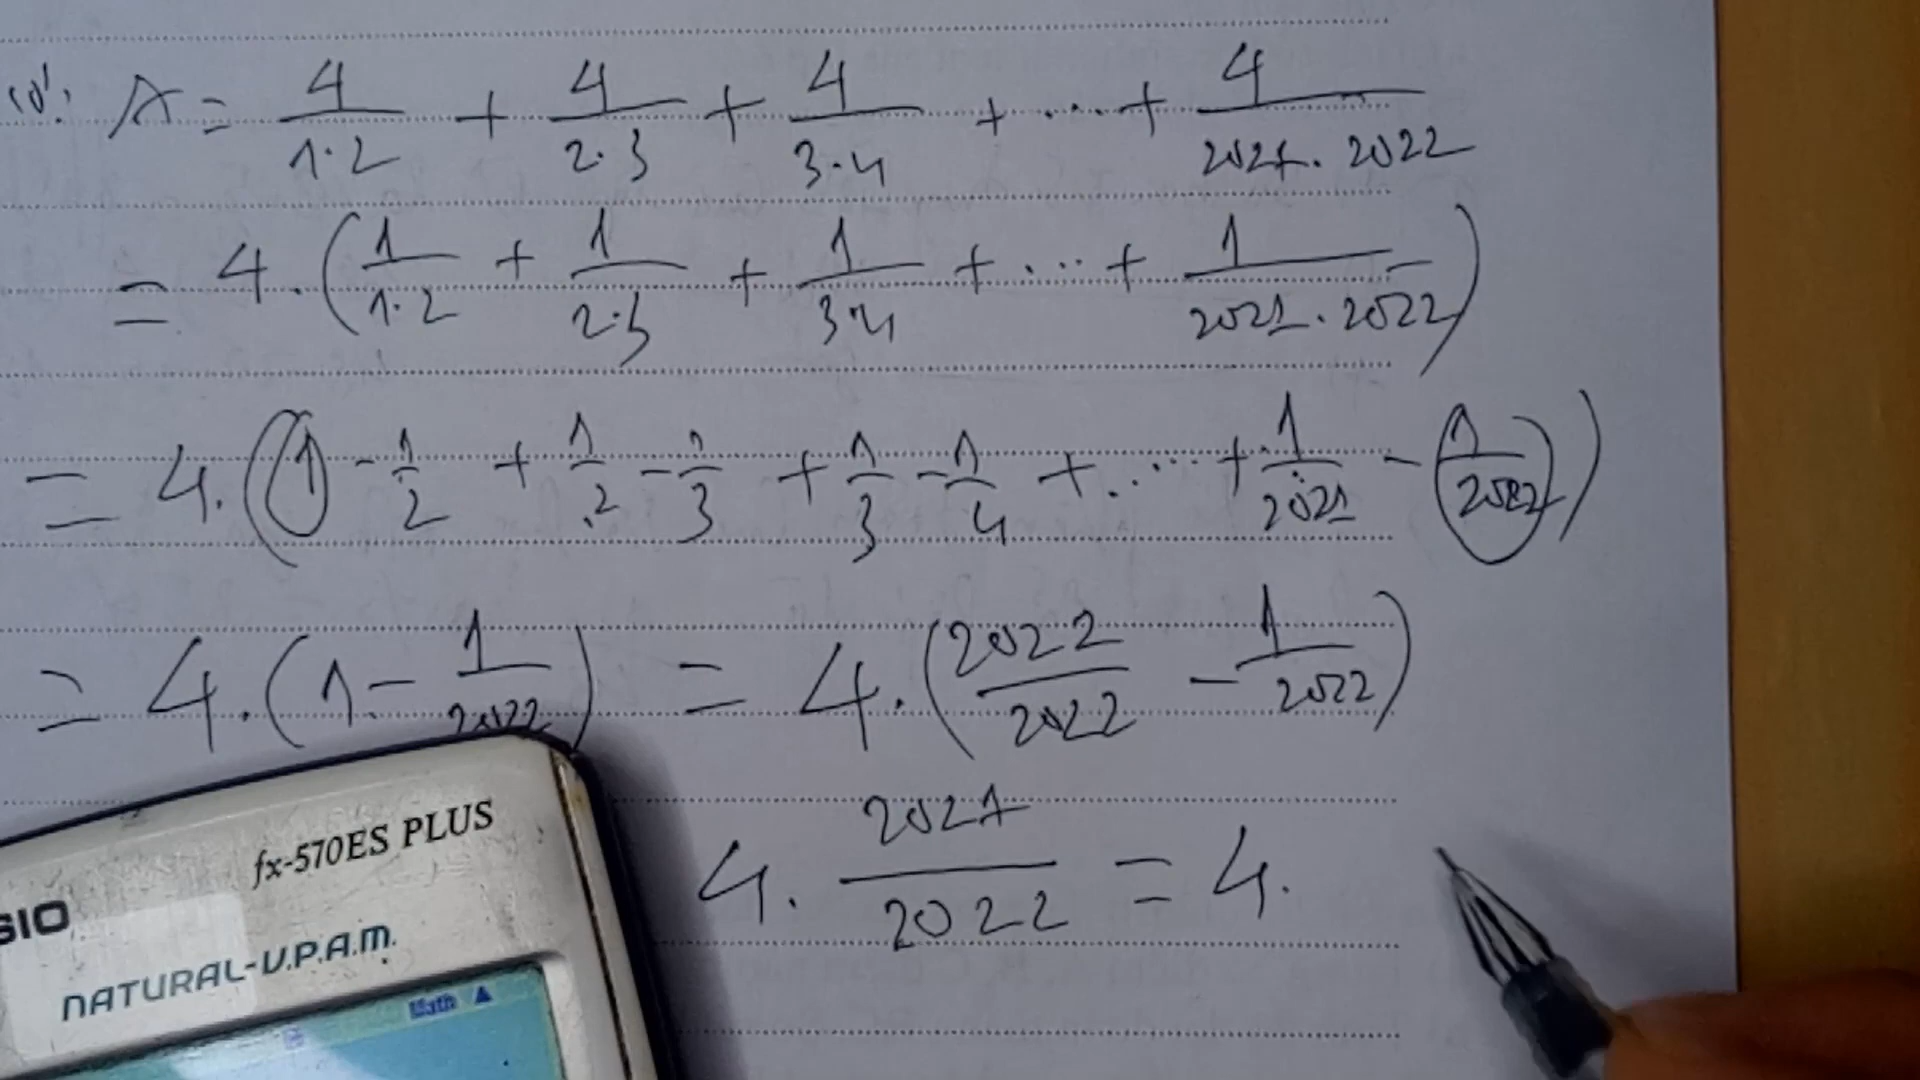 A = 4/1·2 + 4/2·3 + 4/3·4 + ... + 4/2021.2022
= 4.(1/1·2 + 1/2·3 + 1/3·4 + ... + 1/2021.2022)
= 4.(1 - 1/2 + 1/2 - 1/3 + 1/3 - 1/4 + ... + 1/2021 - 1/2022)
= 4.(1 - 1/2022) = 4.(2022/2022 - 1/2022)
4. 2021/2022 = 4.
fx-570ES PLUS
SIO
NATURAL-V.P.A.M.
Math ▲